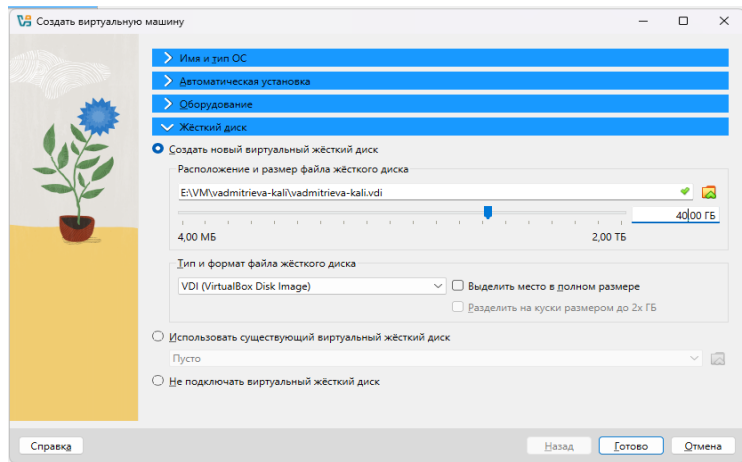 Создать виртуальную машину
Имя и тип ОС
Автоматическая установка
Оборудование
Жёсткий диск
Создать новый виртуальный жёсткий диск
Расположение и размер файла жёсткого диска
E:\VM\vadmitrieva-kali\vadmitrieva-kali.vdi
40,00 ГБ
4,00 МБ 2,00 ТБ
Тип и формат файла жёсткого диска
VDI (VirtualBox Disk Image) Выделить место в полном размере
Разделить на куски размером до 2х ГБ
Использовать существующий виртуальный жёсткий диск
Пусто
Не подключать виртуальный жёсткий диск
Справка Назад Готово Отмена